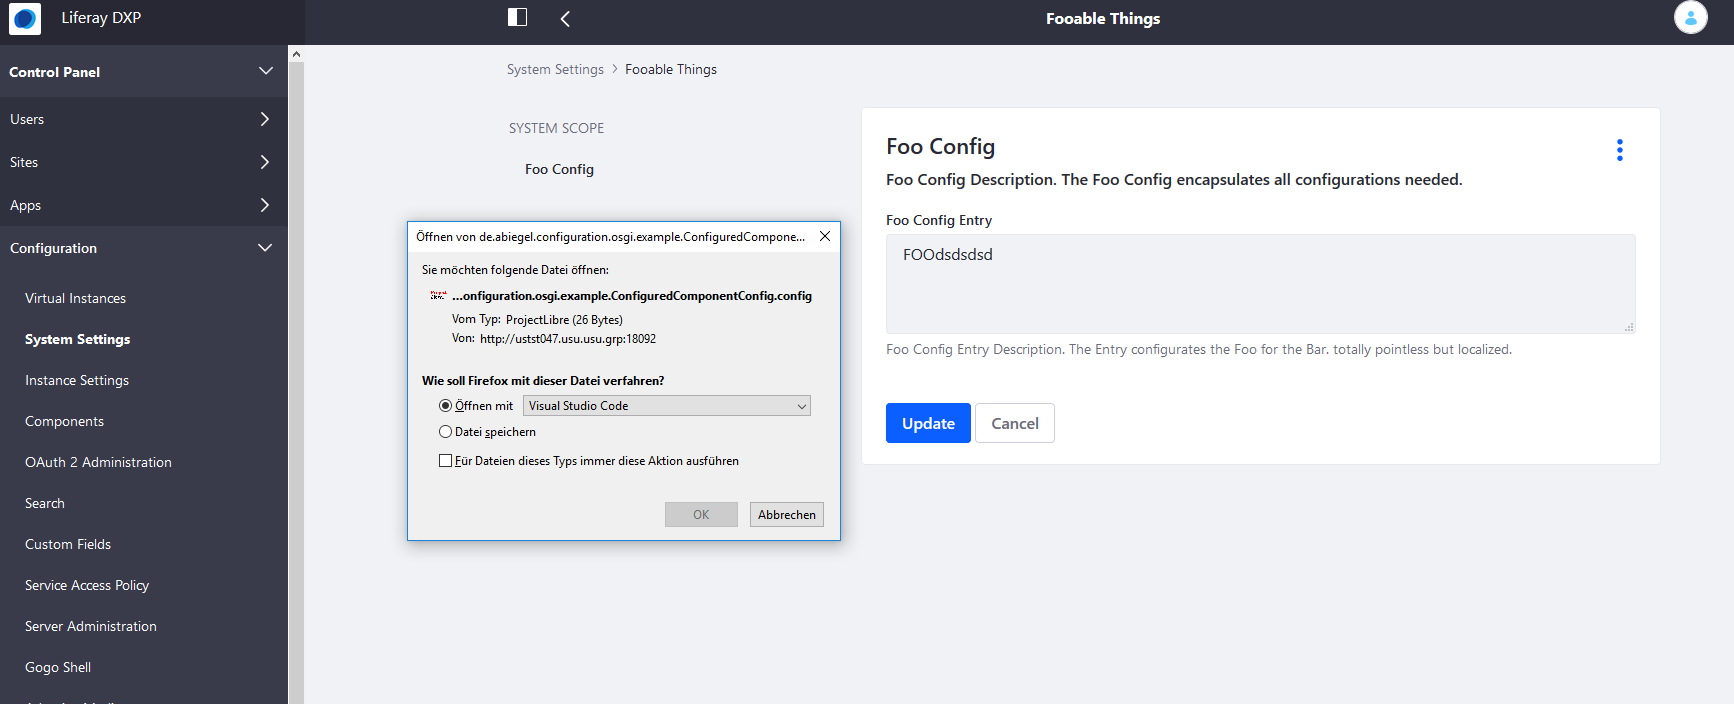 Liferay DXP
Fooable Things
Control Panel
Users
Sites
Apps
Configuration
Virtual Instances
System Settings
Instance Settings
Components
OAuth 2 Administration
Search
Custom Fields
Service Access Policy
Server Administration
Gogo Shell
System Settings > Fooable Things
SYSTEM SCOPE
Foo Config
Öffnen von de.abiegel.configuration.osgi.example.ConfiguredCompone...
Sie möchten folgende Datei öffnen:
...onfiguration.osgi.example.ConfiguredComponentConfig.config
Vom Typ: ProjectLibre (26 Bytes)
Von: http://ustst047.usu.usu.grp:18092
Wie soll Firefox mit dieser Datei verfahren?
Öffnen mit Visual Studio Code
Datei speichern
Für Dateien dieses Typs immer diese Aktion ausführen
OK Abbrechen
Foo Config
Foo Config Description. The Foo Config encapsulates all configurations needed.
Foo Config Entry
FOOdsdsdsd
Foo Config Entry Description. The Entry configurates the Foo for the Bar. totally pointless but localized.
Update Cancel